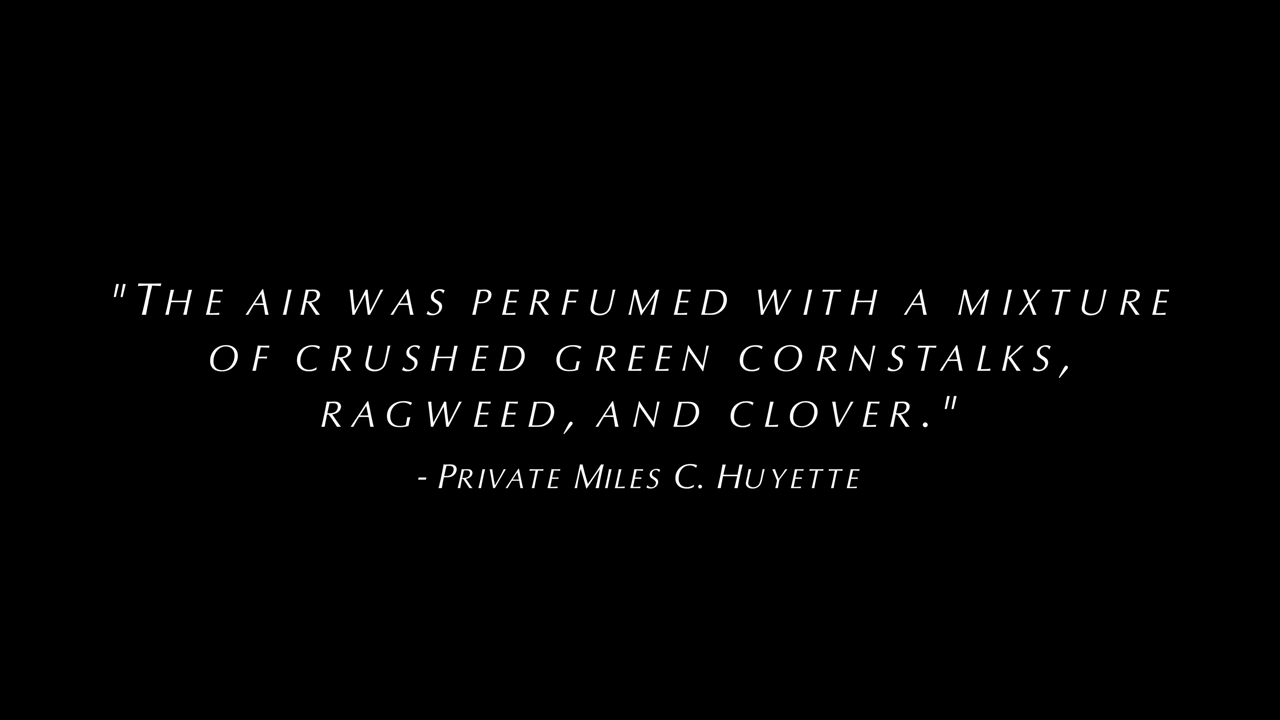 "The air was perfumed with a mixture
of crushed green cornstalks,
ragweed, and clover."
- Private Miles C. Huyette